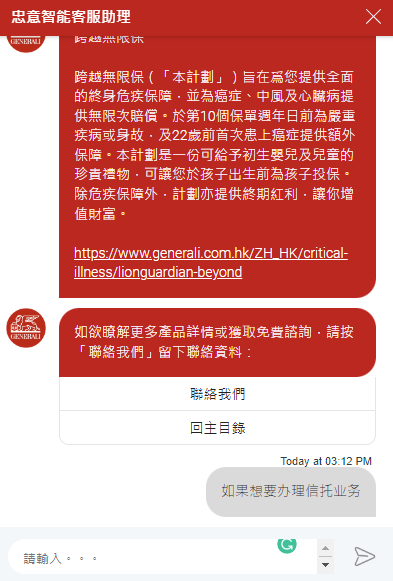 忠意智能客服助理
GENERALI
跨越無限保
跨越無限保 (「本計劃」) 旨在為您提供全面
的終身危疾保障，並為癌症、中風及心臟病提
供無限次賠償。於第10個保單週年日前為嚴重
疾病或身故，及22歲前首次患上癌症提供額外
保障。本計劃是一份可給予初生嬰兒及兒童的
珍貴禮物，可讓您於孩子出生前為孩子投保。
除危疾保障外，計劃亦提供終期紅利，讓你增
值財富。
https://www.generali.com.hk/ZH_HK/critical-
illness/lionguardian-beyond
GENERALI
如欲瞭解更多產品詳情或獲取免費諮詢，請按
「聯絡我們」留下聯絡資料：
聯絡我們
回主目錄
Today at 03:12 PM
如果想要办理信托业务
請輸入。。。